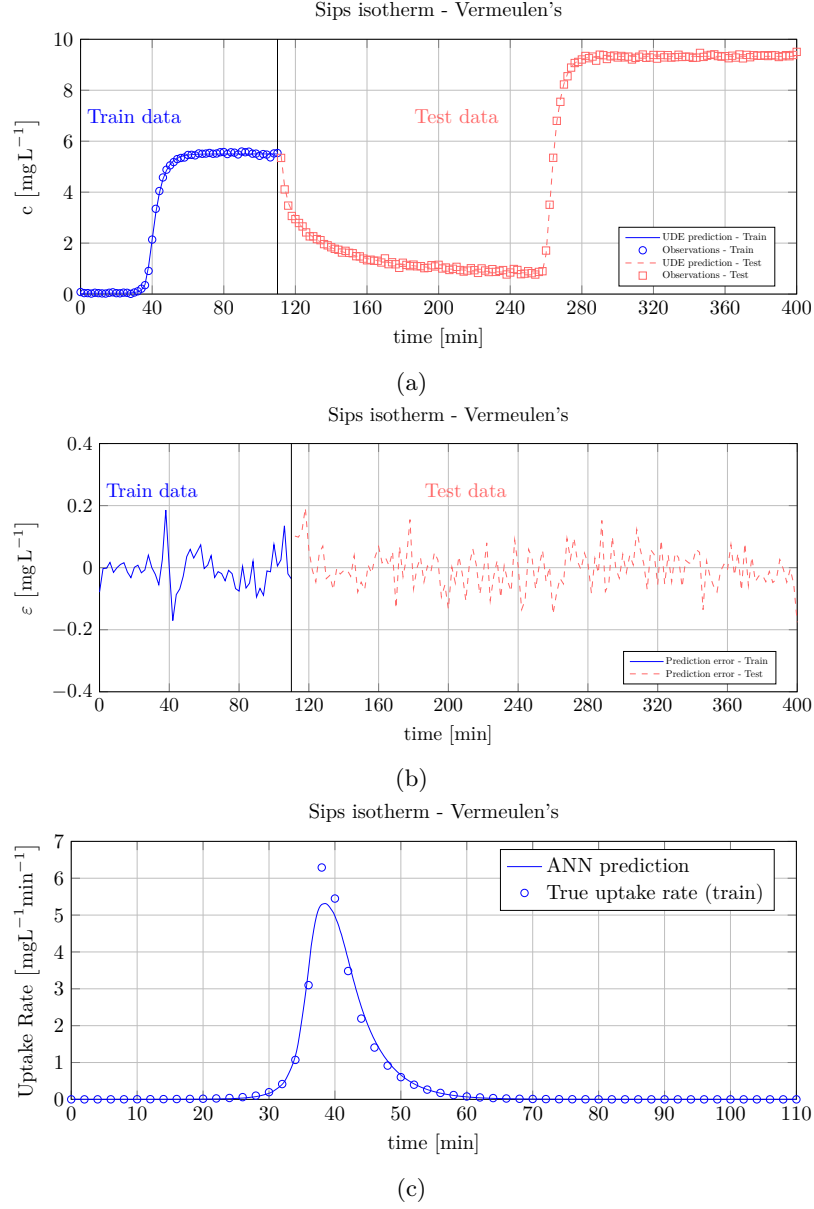 Sips isotherm - Vermeulen's
10
8
6
4
2
0
c [mg L⁻¹]
Train data
Test data
UDE prediction - Train
Observations - Train
UDE prediction - Test
Observations - Test
0 40 80 120 160 200 240 280 320 360 400
time [min]
(a)
Sips isotherm - Vermeulen's
0.4
0.2
0
−0.2
−0.4
ε [mg L⁻¹]
Train data
Test data
Prediction error - Train
Prediction error - Test
0 40 80 120 160 200 240 280 320 360 400
time [min]
(b)
Sips isotherm - Vermeulen's
7
6
5
4
3
2
1
0
Uptake Rate [mgL⁻¹min⁻¹]
ANN prediction
True uptake rate (train)
0 10 20 30 40 50 60 70 80 90 100 110
time [min]
(c)